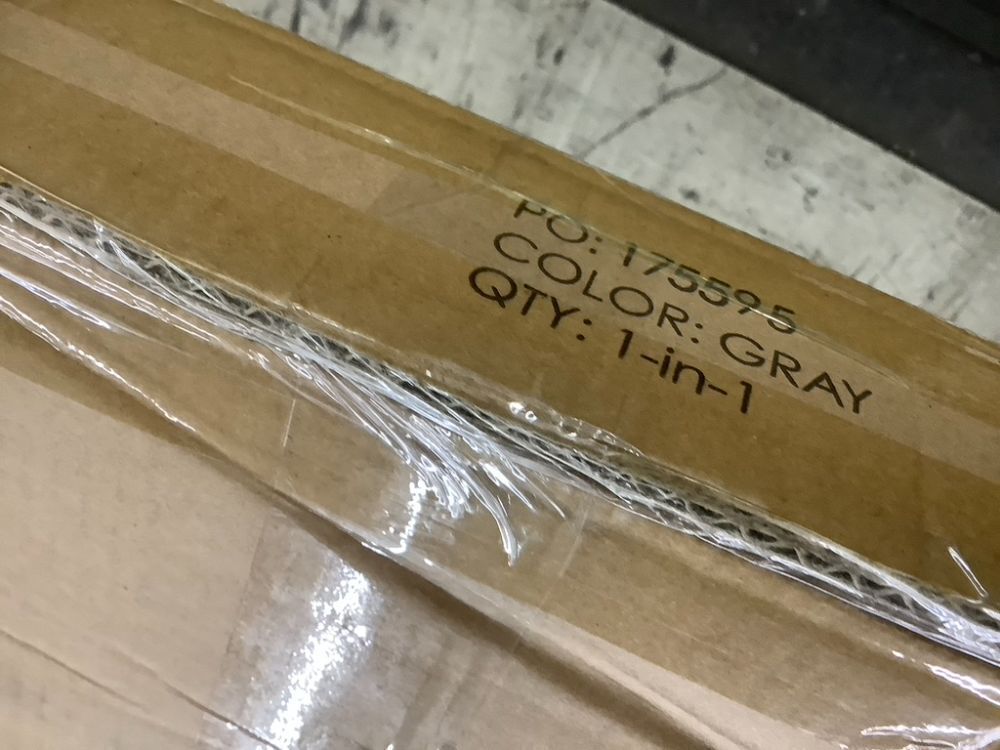 PO: 175595
COLOR: GRAY
QTY: 1-in-1